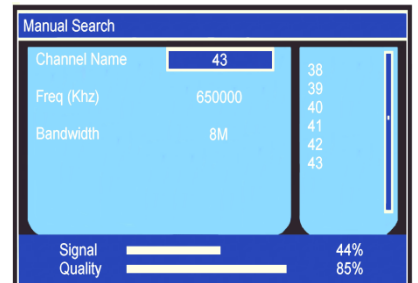 Manual Search
Channel Name 43
Freq (Khz) 650000
Bandwidth 8M
38
39
40
41
42
43
Signal 44%
Quality 85%